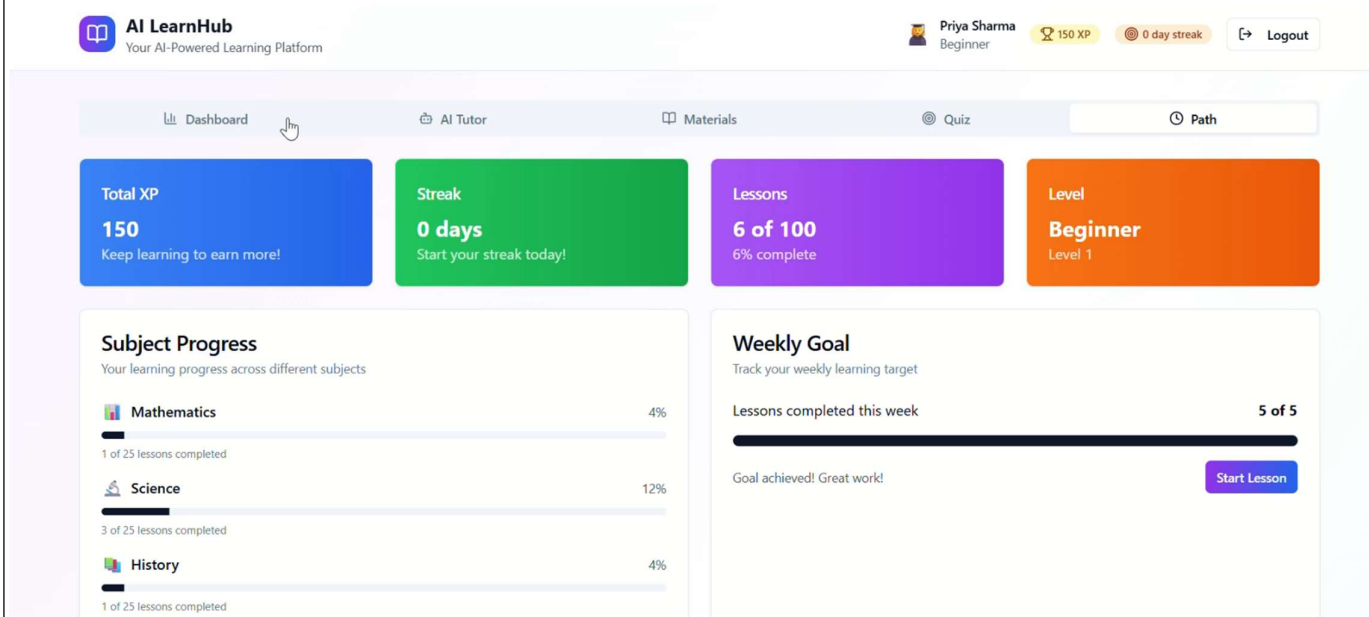 AI LearnHub
Your AI-Powered Learning Platform
Priya Sharma
Beginner
150 XP
0 day streak
Logout
Dashboard
AI Tutor
Materials
Quiz
Path
Total XP
150
Keep learning to earn more!
Streak
0 days
Start your streak today!
Lessons
6 of 100
6% complete
Level
Beginner
Level 1
Subject Progress
Your learning progress across different subjects
Mathematics 4%
1 of 25 lessons completed
Science 12%
3 of 25 lessons completed
History 4%
1 of 25 lessons completed
Weekly Goal
Track your weekly learning target
Lessons completed this week 5 of 5
Goal achieved! Great work!
Start Lesson